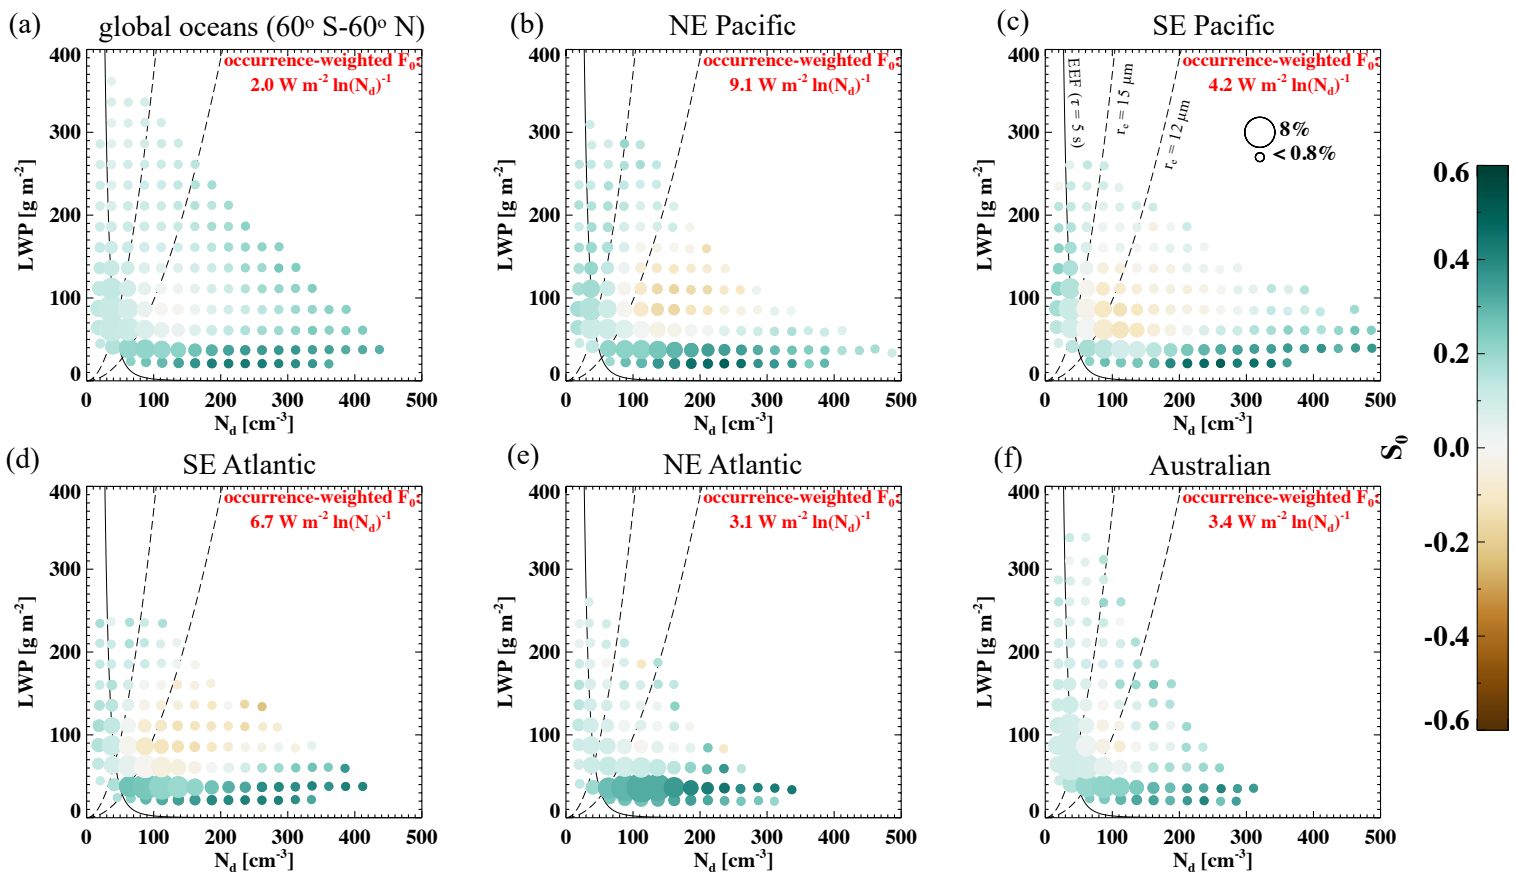 (a) global oceans (60° S-60° N)
occurrence-weighted F₀:
2.0 W m⁻² ln(N_d)⁻¹
400
300
200
100
0
LWP [g m⁻²]
0 100 200 300 400 500
N_d [cm⁻³]
(b) NE Pacific
occurrence-weighted F₀:
9.1 W m⁻² ln(N_d)⁻¹
400
300
200
100
0
LWP [g m⁻²]
0 100 200 300 400 500
N_d [cm⁻³]
(c) SE Pacific
occurrence-weighted F₀:
4.2 W m⁻² ln(N_d)⁻¹
EEF (τ = 5 s)
r_e = 15 μm
r_e = 12 μm
8%
< 0.8%
400
300
200
100
0
LWP [g m⁻²]
0 100 200 300 400 500
N_d [cm⁻³]
(d) SE Atlantic
occurrence-weighted F₀:
6.7 W m⁻² ln(N_d)⁻¹
400
300
200
100
0
LWP [g m⁻²]
0 100 200 300 400 500
N_d [cm⁻³]
(e) NE Atlantic
occurrence-weighted F₀:
3.1 W m⁻² ln(N_d)⁻¹
400
300
200
100
0
LWP [g m⁻²]
0 100 200 300 400 500
N_d [cm⁻³]
(f) Australian
occurrence-weighted F₀:
3.4 W m⁻² ln(N_d)⁻¹
400
300
200
100
0
LWP [g m⁻²]
0 100 200 300 400 500
N_d [cm⁻³]
0.6
0.4
0.2
0.0
-0.2
-0.4
-0.6
S₀